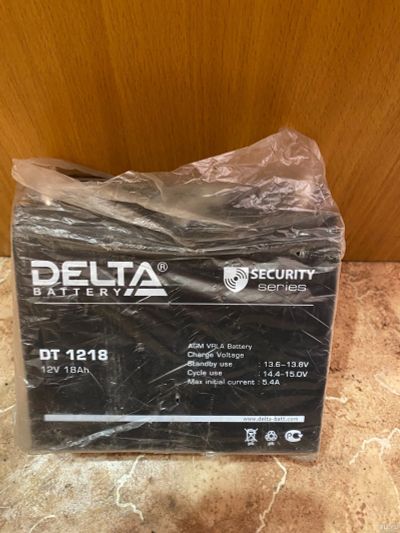 DELTA®
BATTERY
SECURITY
series
DT 1218
12V 18Ah
AGM VRLA Battery
Charge Voltage
Standby use : 13.6-13.8V
Cycle use : 14.4-15.0V
Max initial current : 5.4A
www.delta-batt.com